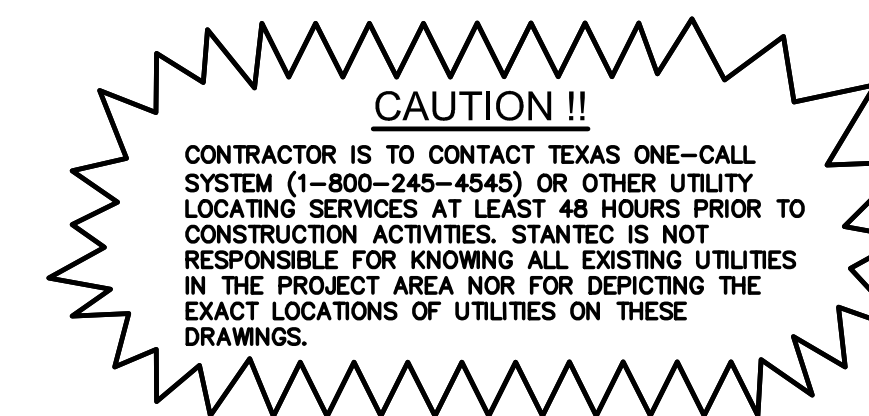 CAUTION !!
CONTRACTOR IS TO CONTACT TEXAS ONE-CALL
SYSTEM (1-800-245-4545) OR OTHER UTILITY
LOCATING SERVICES AT LEAST 48 HOURS PRIOR TO
CONSTRUCTION ACTIVITIES. STANTEC IS NOT
RESPONSIBLE FOR KNOWING ALL EXISTING UTILITIES
IN THE PROJECT AREA NOR FOR DEPICTING THE
EXACT LOCATIONS OF UTILITIES ON THESE
DRAWINGS.